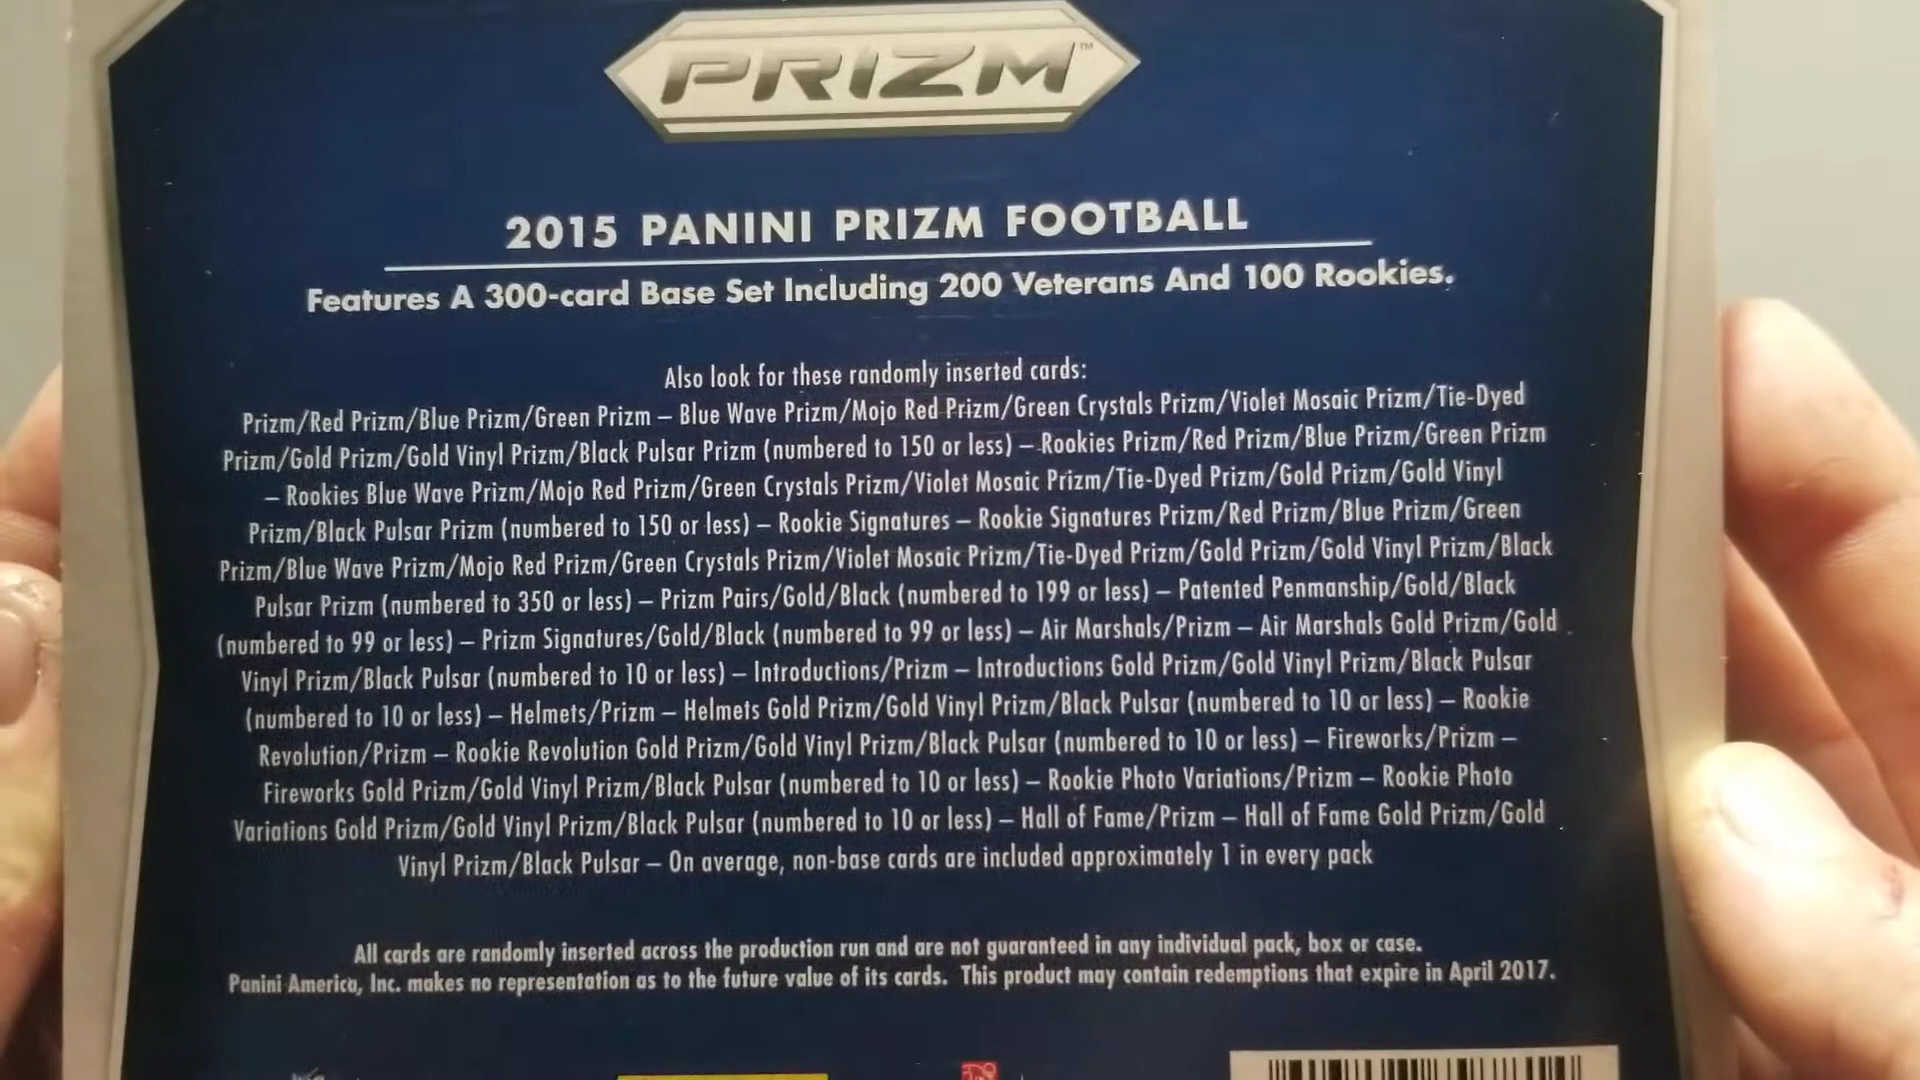 PRIZM™
2015 PANINI PRIZM FOOTBALL
Features A 300-card Base Set Including 200 Veterans And 100 Rookies.
Also look for these randomly inserted cards:
Prizm/Red Prizm/Blue Prizm/Green Prizm – Blue Wave Prizm/Mojo Red Prizm/Green Crystals Prizm/Violet Mosaic Prizm/Tie-Dyed
Prizm/Gold Prizm/Gold Vinyl Prizm/Black Pulsar Prizm (numbered to 150 or less) – Rookies Prizm/Red Prizm/Blue Prizm/Green Prizm
– Rookies Blue Wave Prizm/Mojo Red Prizm/Green Crystals Prizm/Violet Mosaic Prizm/Tie-Dyed Prizm/Gold Prizm/Gold Vinyl
Prizm/Black Pulsar Prizm (numbered to 150 or less) – Rookie Signatures – Rookie Signatures Prizm/Red Prizm/Blue Prizm/Green
Prizm/Blue Wave Prizm/Mojo Red Prizm/Green Crystals Prizm/Violet Mosaic Prizm/Tie-Dyed Prizm/Gold Prizm/Gold Vinyl Prizm/Black
Pulsar Prizm (numbered to 350 or less) – Prizm Pairs/Gold/Black (numbered to 199 or less) – Patented Penmanship/Gold/Black
(numbered to 99 or less) – Prizm Signatures/Gold/Black (numbered to 99 or less) – Air Marshals/Prizm – Air Marshals Gold Prizm/Gold
Vinyl Prizm/Black Pulsar (numbered to 10 or less) – Introductions/Prizm – Introductions Gold Prizm/Gold Vinyl Prizm/Black Pulsar
(numbered to 10 or less) – Helmets/Prizm – Helmets Gold Prizm/Gold Vinyl Prizm/Black Pulsar (numbered to 10 or less) – Rookie
Revolution/Prizm – Rookie Revolution Gold Prizm/Gold Vinyl Prizm/Black Pulsar (numbered to 10 or less) – Fireworks/Prizm –
Fireworks Gold Prizm/Gold Vinyl Prizm/Black Pulsar (numbered to 10 or less) – Rookie Photo Variations/Prizm – Rookie Photo
Variations Gold Prizm/Gold Vinyl Prizm/Black Pulsar (numbered to 10 or less) – Hall of Fame/Prizm – Hall of Fame Gold Prizm/Gold
Vinyl Prizm/Black Pulsar – On average, non-base cards are included approximately 1 in every pack
All cards are randomly inserted across the production run and are not guaranteed in any individual pack, box or case.
Panini America, Inc. makes no representation as to the future value of its cards. This product may contain redemptions that expire in April 2017.